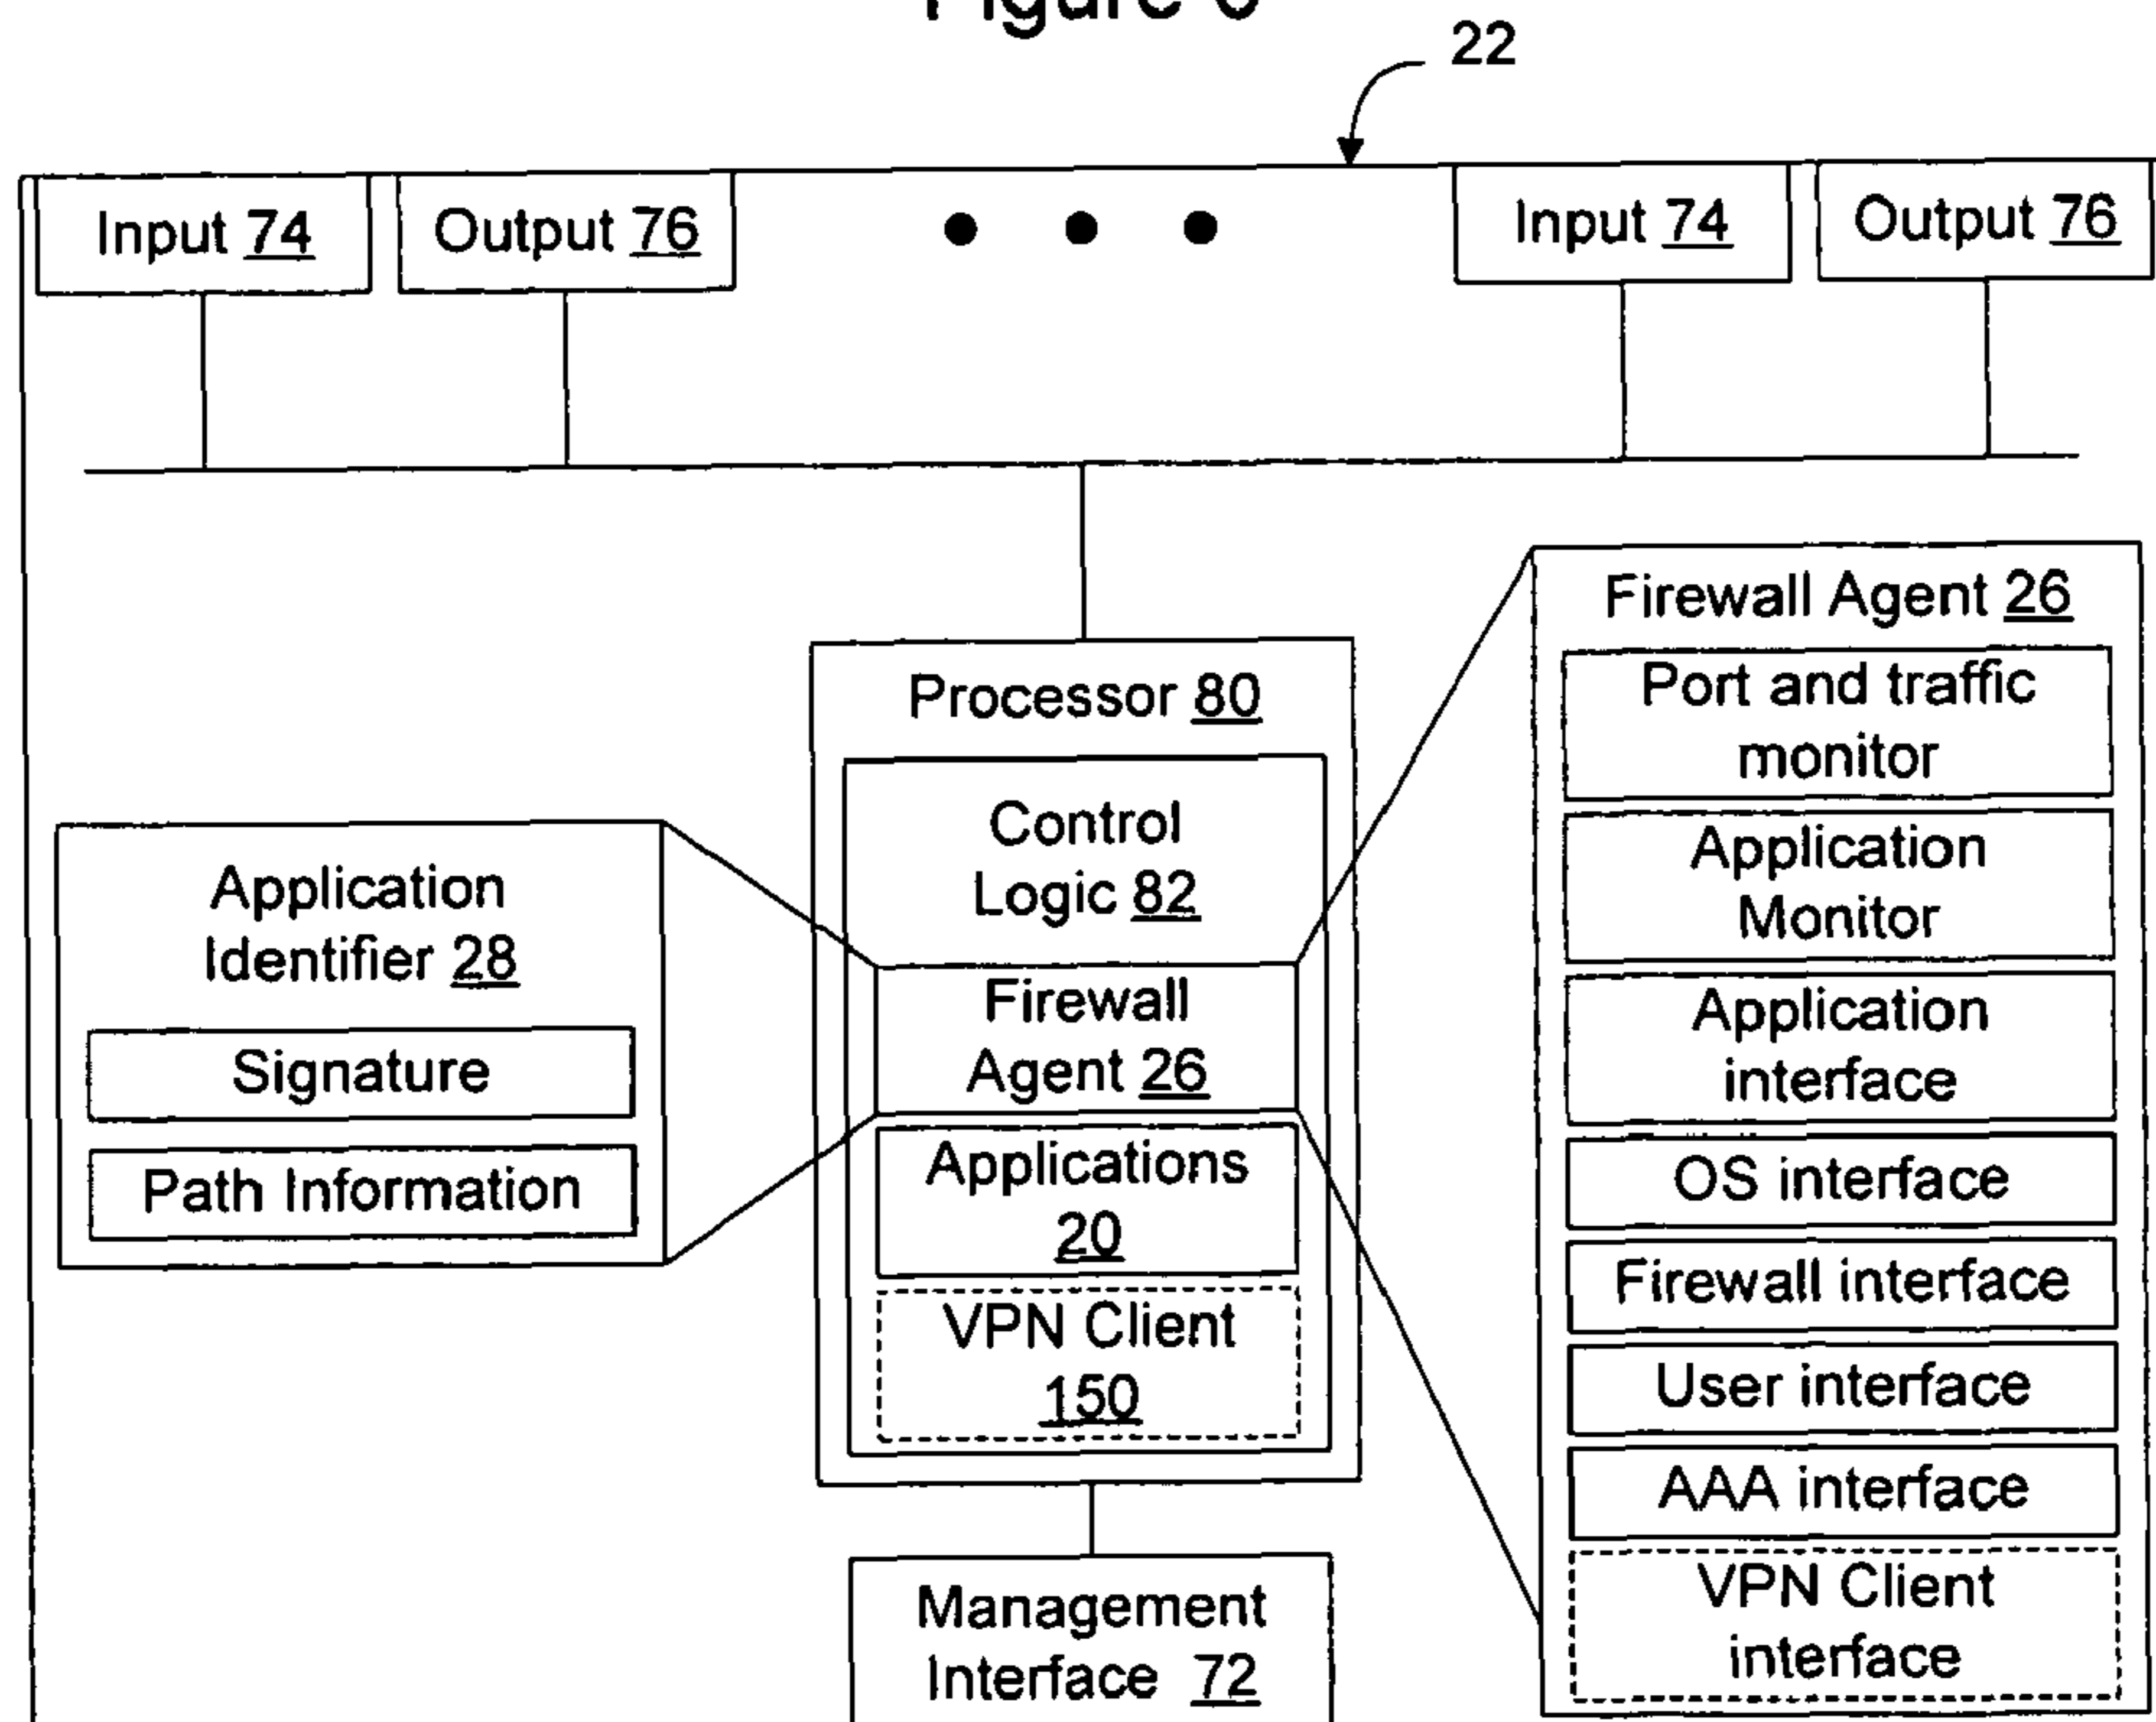 22
Input 74
Output 76
Input 74
Output 76
Processor 80
Control
Logic 82
Firewall
Agent 26
Applications
20
VPN Client
150
Management
Interface 72
Application
Identifier 28
Signature
Path Information
Firewall Agent 26
Port and traffic
monitor
Application
Monitor
Application
interface
OS interface
Firewall interface
User interface
AAA interface
VPN Client
interface